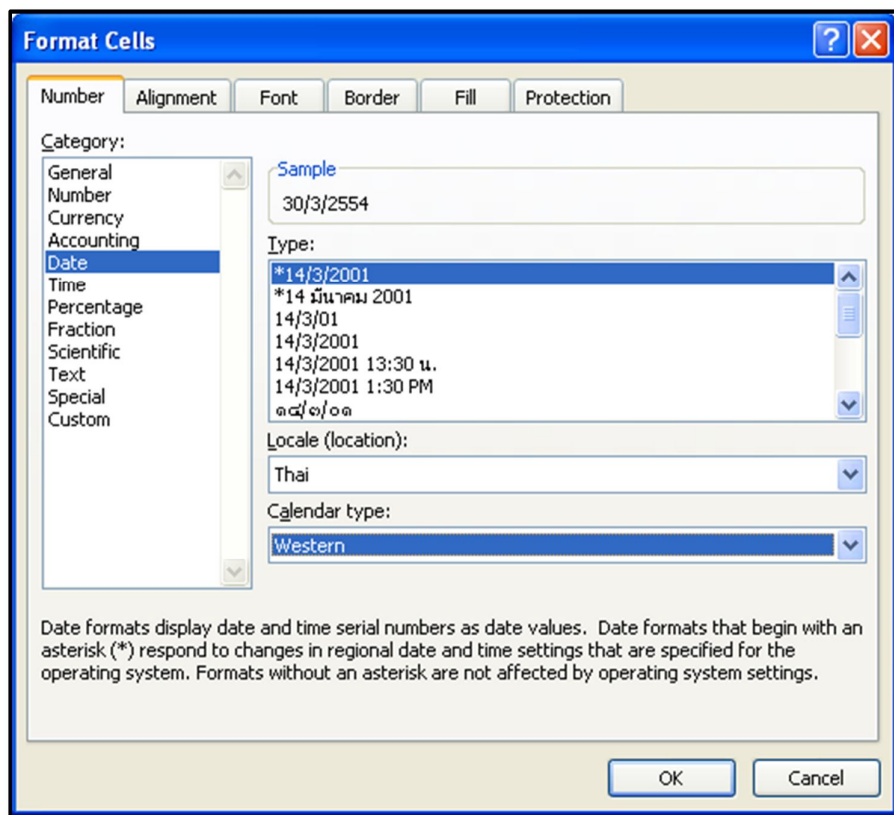 Format Cells
Number Alignment Font Border Fill Protection
Category:
General
Number
Currency
Accounting
Date
Time
Percentage
Fraction
Scientific
Text
Special
Custom
Sample
30/3/2554
Type:
*14/3/2001
*14 มีนาคม 2001
14/3/01
14/3/2001
14/3/2001 13:30 น.
14/3/2001 1:30 PM
๑๔/๓/๐๑
Locale (location):
Thai
Calendar type:
Western
Date formats display date and time serial numbers as date values. Date formats that begin with an
asterisk (*) respond to changes in regional date and time settings that are specified for the
operating system. Formats without an asterisk are not affected by operating system settings.
OK Cancel